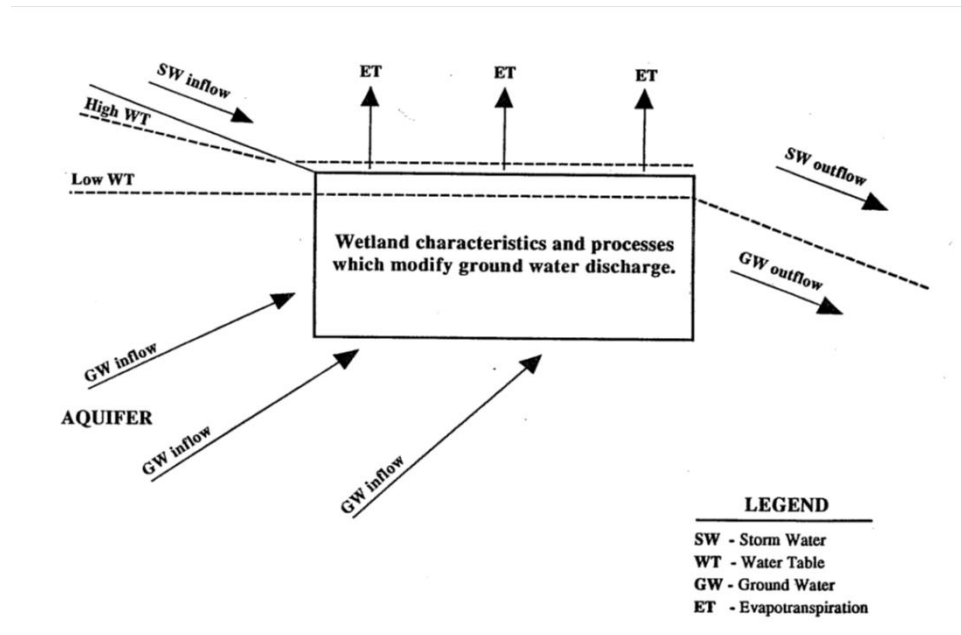 SW inflow
ET
ET
ET
High WT
Low WT
SW outflow
Wetland characteristics and processes
which modify ground water discharge.
GW outflow
GW inflow
AQUIFER
GW inflow
GW inflow
LEGEND
SW - Storm Water
WT - Water Table
GW - Ground Water
ET - Evapotranspiration